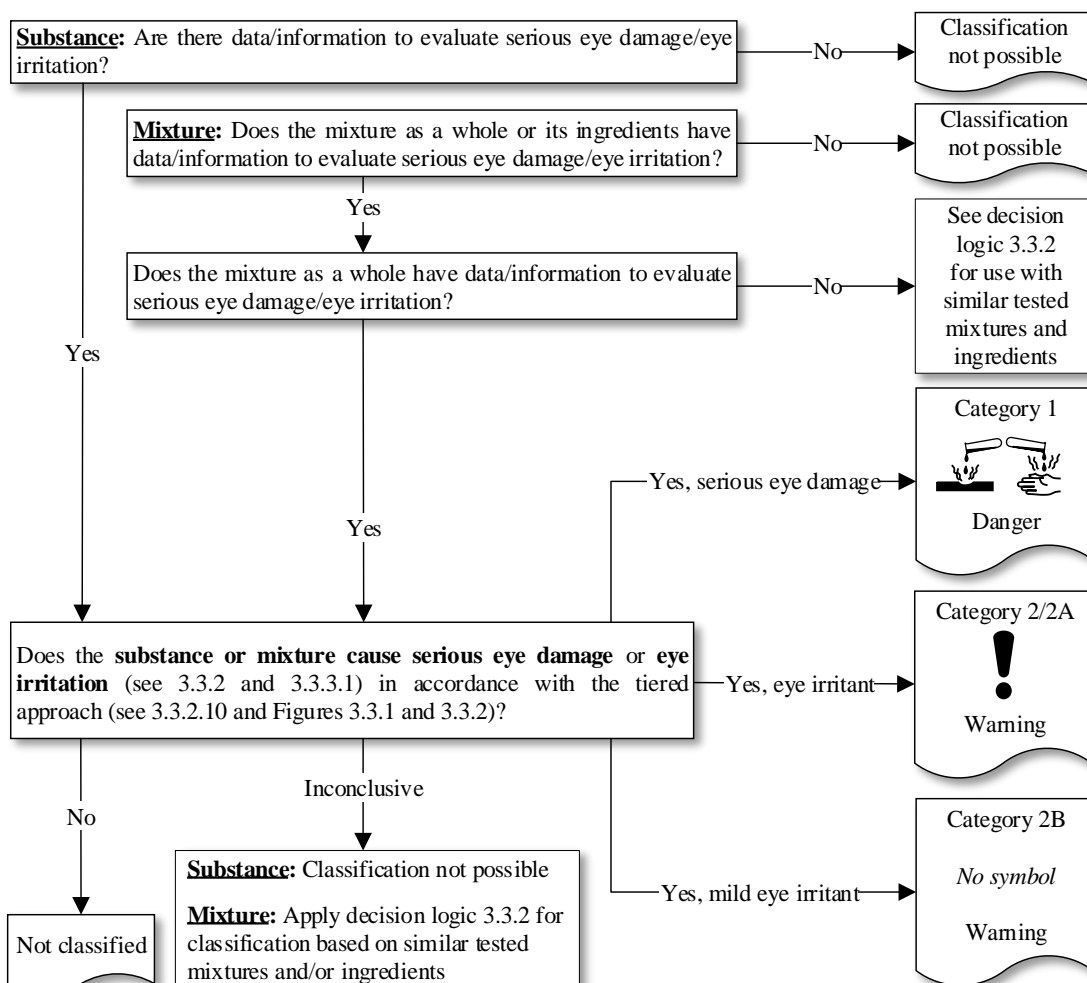 Substance: Are there data/information to evaluate serious eye damage/eye
irritation?
No
Classification
not possible
Mixture: Does the mixture as a whole or its ingredients have
data/information to evaluate serious eye damage/eye irritation?
No
Classification
not possible
Yes
Does the mixture as a whole have data/information to evaluate
serious eye damage/eye irritation?
No
See decision
logic 3.3.2
for use with
similar tested
mixtures and
ingredients
Yes
Yes
Yes, serious eye damage
Category 1
Danger
Does the substance or mixture cause serious eye damage or eye
irritation (see 3.3.2 and 3.3.3.1) in accordance with the tiered
approach (see 3.3.2.10 and Figures 3.3.1 and 3.3.2)?
Yes, eye irritant
Category 2/2A
Warning
Yes, mild eye irritant
Category 2B
No symbol
Warning
No
Not classified
Inconclusive
Substance: Classification not possible
Mixture: Apply decision logic 3.3.2 for
classification based on similar tested
mixtures and/or ingredients